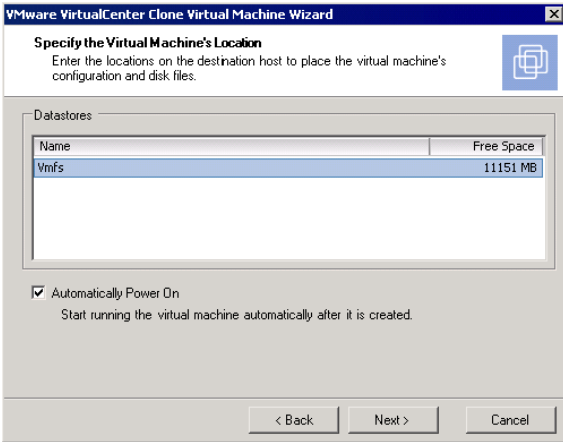 VMware VirtualCenter Clone Virtual Machine Wizard
Specify the Virtual Machine's Location
Enter the locations on the destination host to place the virtual machine's
configuration and disk files.
Datastores
Name Free Space
Vmfs 11151 MB
Automatically Power On
Start running the virtual machine automatically after it is created.
< Back Next > Cancel